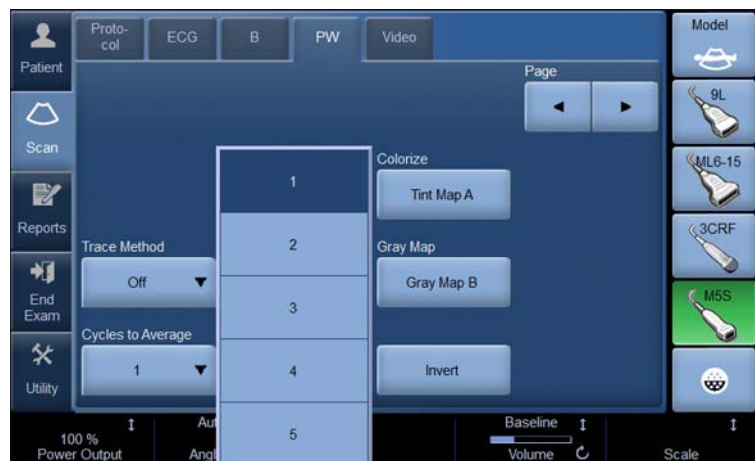 Proto-
col
ECG
B
PW
Video
Model
Patient
Page
9L
Scan
ML6-15
Colorize
1
Tint Map A
Reports
3CRF
Trace Method
2
Gray Map
Off
Gray Map B
End
Exam
3
M5S
Cycles to Average
1
4
Invert
Utility
5
100 %
Power Output
Baseline
Volume
Scale